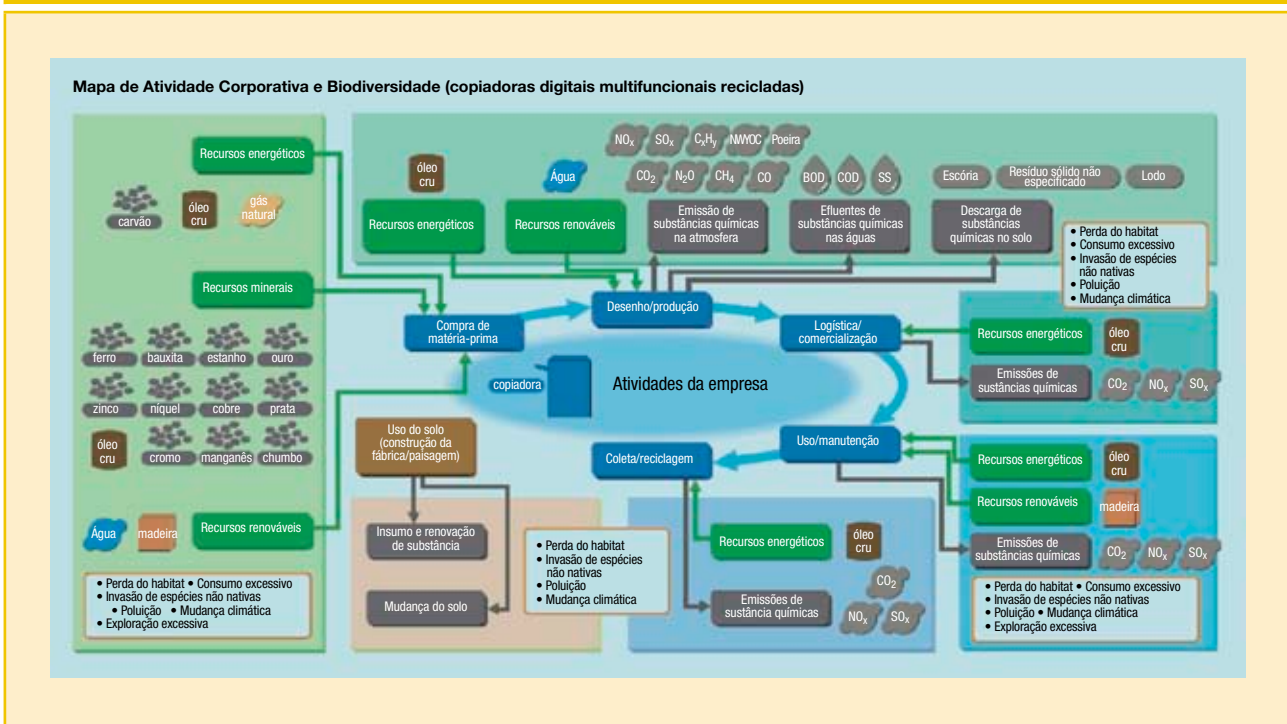 Mapa de Atividade Corporativa e Biodiversidade (copiadoras digitais multifuncionais recicladas)
Recursos energéticos
carvão
óleo
cru
gás
natural
Recursos minerais
ferro
bauxita
estanho
ouro
zinco
níquel
cobre
prata
óleo
cru
cromo
manganês
chumbo
Água
madeira
Recursos renováveis
• Perda do habitat • Consumo excessivo
• Invasão de espécies não nativas
• Poluição • Mudança climática
• Exploração excessiva
óleo
cru
Recursos energéticos
Água
Recursos renováveis
NOx
SOx
CxHy
NWYOC
Poeira
CO2
N2O
CH4
CO
Emissão de
substâncias químicas
na atmosfera
BOD
COD
SS
Efluentes de
substâncias químicas
nas águas
Escória
Resíduo sólido não
especificado
Lodo
Descarga de
substâncias
químicas no solo
• Perda do habitat
• Consumo excessivo
• Invasão de espécies
não nativas
• Poluição
• Mudança climática
Compra de
matéria-prima
Desenho/produção
Logística/
comercialização
copiadora
Atividades da empresa
Uso/manutenção
Coleta/reciclagem
Recursos energéticos
óleo
cru
Emissões de
sustâncias químicas
CO2
NOx
SOx
Recursos energéticos
óleo
cru
Recursos renováveis
madeira
Emissões de
substâncias químicas
CO2
NOx
SOx
• Perda do habitat • Consumo excessivo
• Invasão de espécies não nativas
• Poluição • Mudança climática
• Exploração excessiva
Uso do solo
(construção da
fábrica/paisagem)
Insumo e renovação
de substância
Mudança do solo
• Perda do habitat
• Invasão de espécies
não nativas
• Poluição
• Mudança climática
Recursos energéticos
óleo
cru
Emissões de
sustância químicas
CO2
NOx
SOx